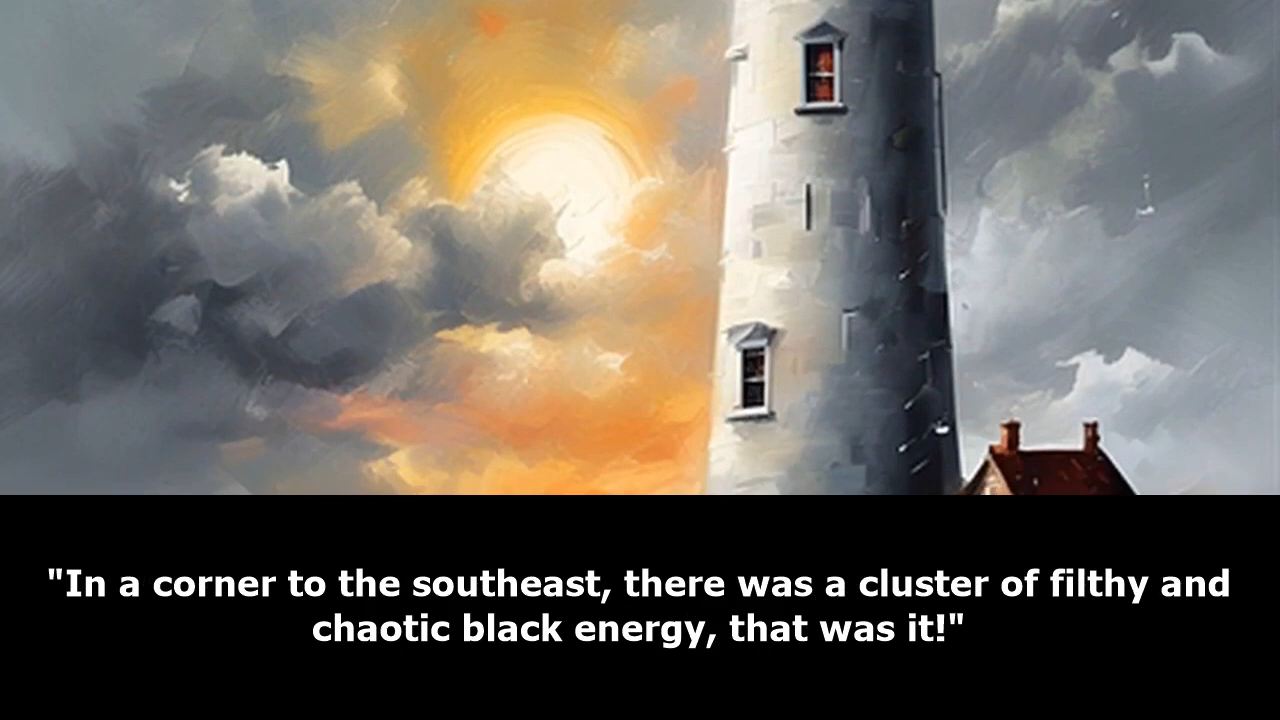 "In a corner to the southeast, there was a cluster of filthy and
chaotic black energy, that was it!"